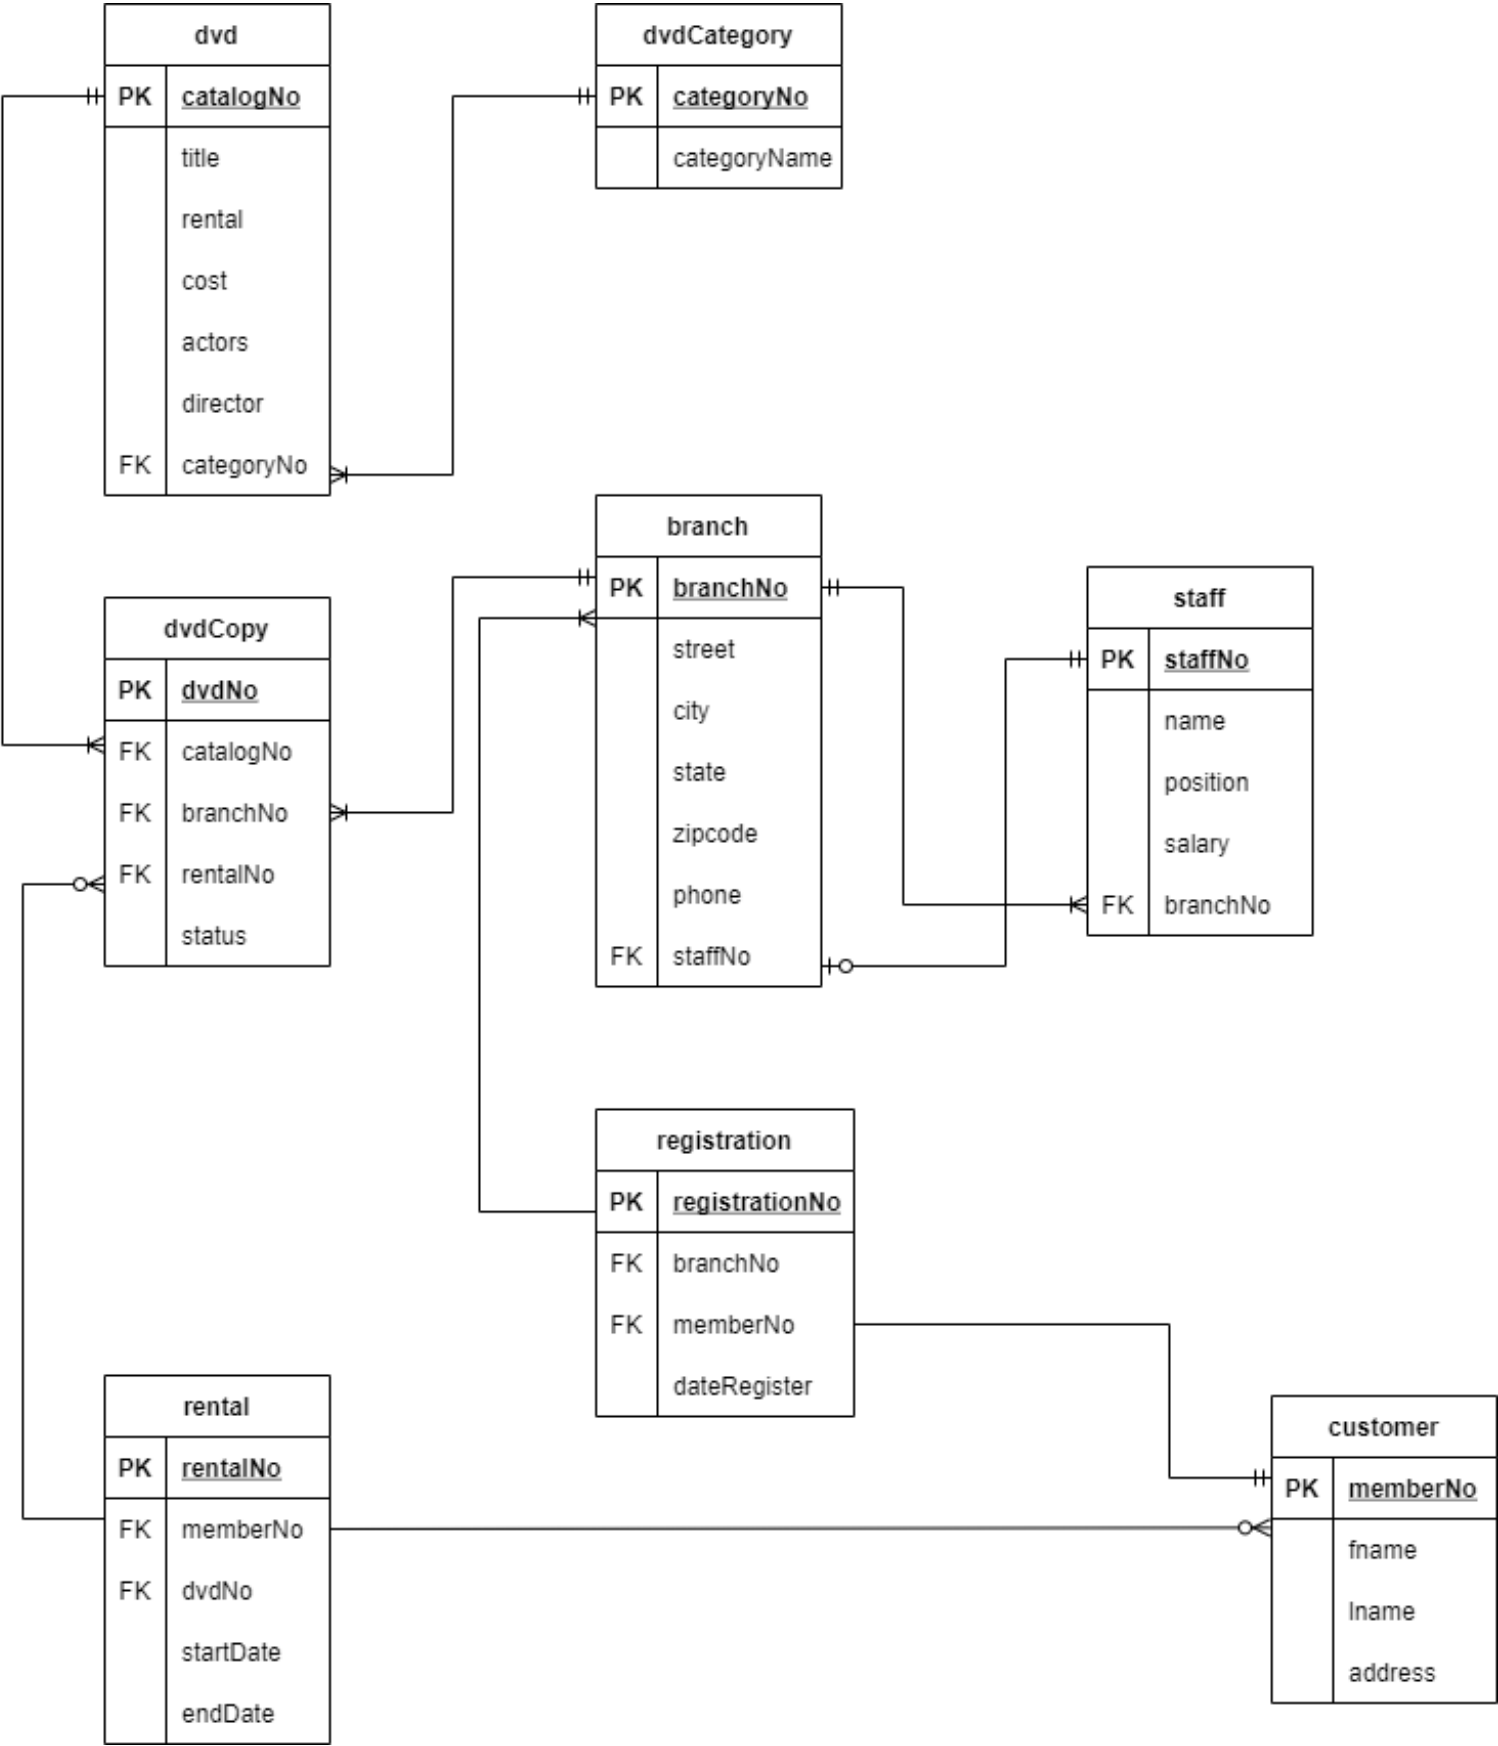 dvd
PK catalogNo
title
rental
cost
actors
director
FK categoryNo
dvdCategory
PK categoryNo
categoryName
dvdCopy
PK dvdNo
FK catalogNo
FK branchNo
FK rentalNo
status
branch
PK branchNo
street
city
state
zipcode
phone
FK staffNo
staff
PK staffNo
name
position
salary
FK branchNo
registration
PK registrationNo
FK branchNo
FK memberNo
dateRegister
rental
PK rentalNo
FK memberNo
FK dvdNo
startDate
endDate
customer
PK memberNo
fname
lname
address